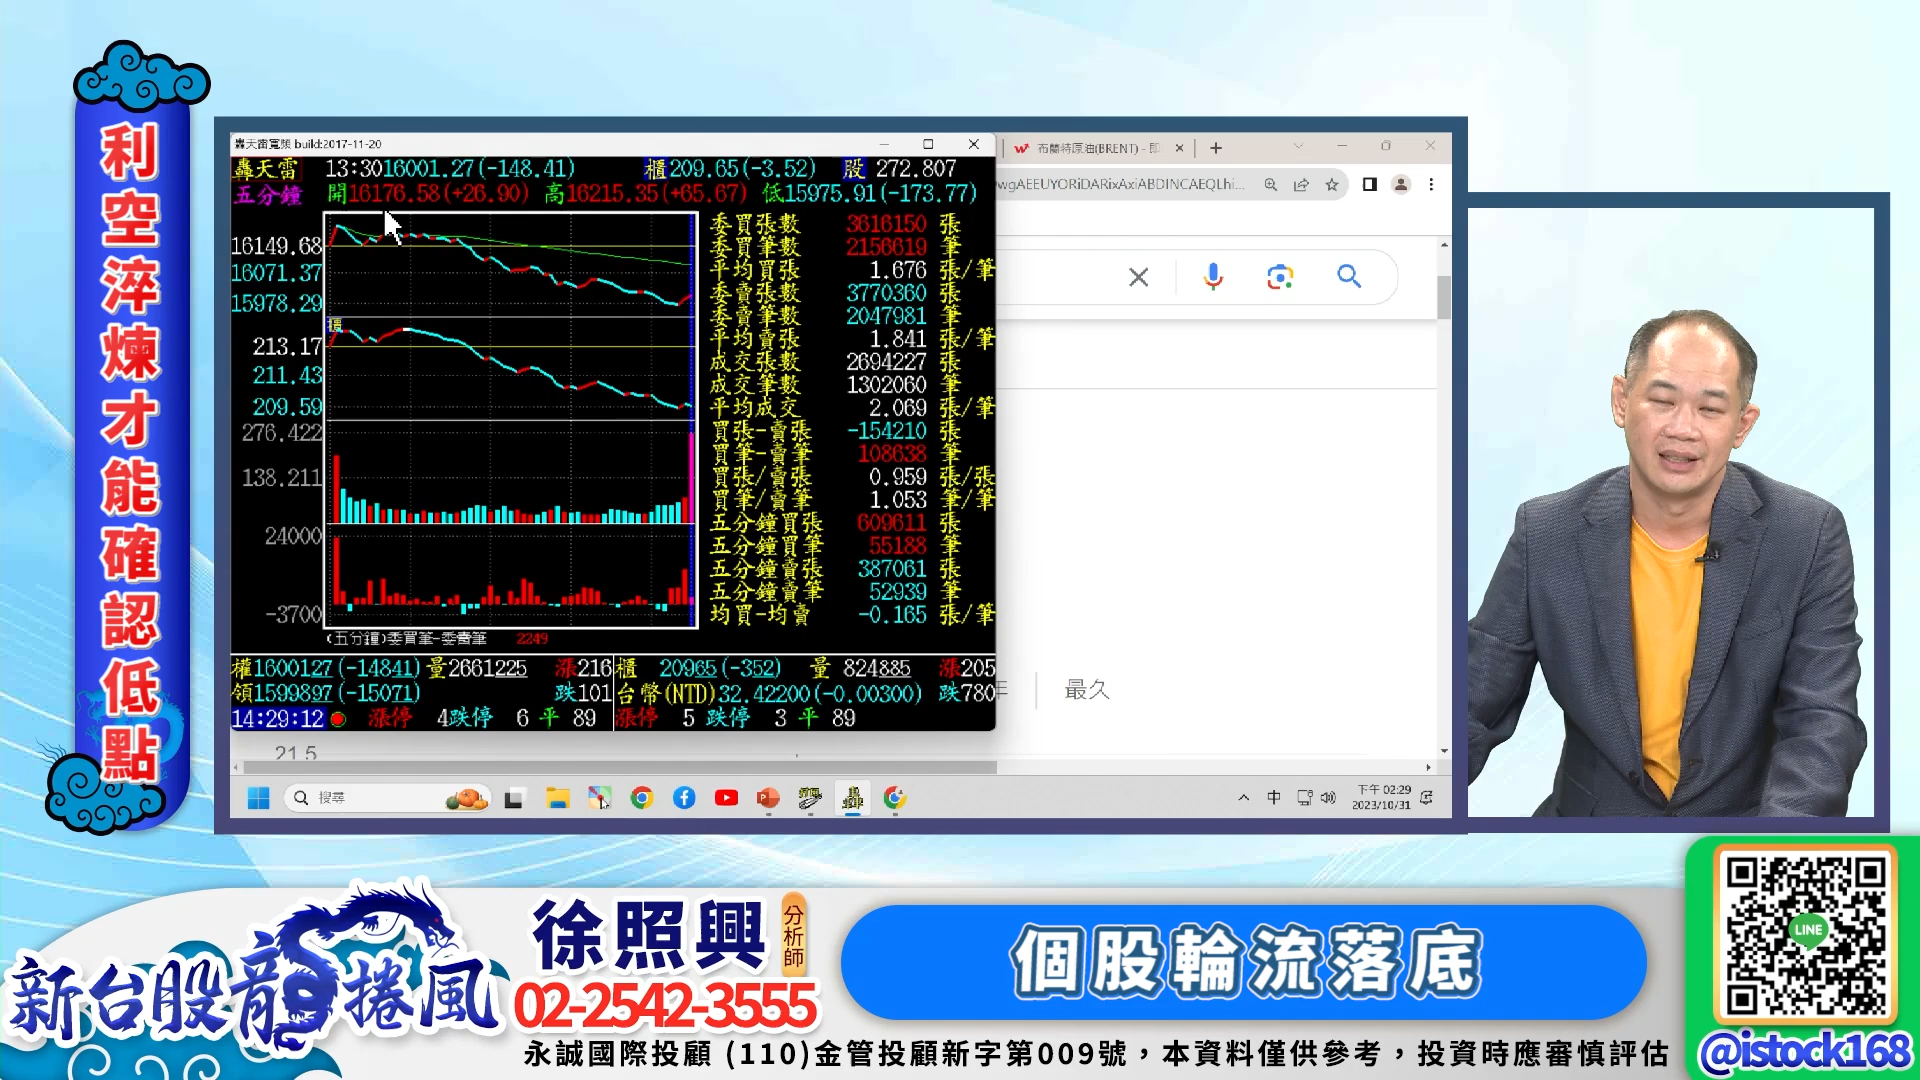 利空淬煉才能確認低點
轟天雷寬頻 build:2017-11-20
轟天雷 13:30 16001.27(-148.41) 櫃209.65(-3.52) 股 272.807
五分鐘 開16176.58(+26.90) 高16215.35(+65.67) 低15975.91(-173.77)
16149.68
16071.37
15978.29
櫃
213.17
211.43
209.59
276.422
138.211
24000
-3700
(五分鐘)委買筆-委賣筆 2249
委買張數 3616150 張
委買筆數 2156619 筆
平均買張 1.676 張/筆
委賣張數 3770360 張
委賣筆數 2047981 筆
平均賣張 1.841 張/筆
成交張數 2694227 張
成交筆數 1302060 筆
平均成交 2.069 張/筆
買張-賣張 -154210 張
買筆-賣筆 108638 筆
買張/賣張 0.959 張/張
買筆/賣筆 1.053 筆/筆
五分鐘買張 609611 張
五分鐘買筆 55188 筆
五分鐘賣張 387061 張
五分鐘賣筆 52939 筆
均買-均賣 -0.165 張/筆
權1600127(-14841) 量2661225 漲216 櫃 20965(-352) 量 824885 漲205
領1599897(-15071) 跌101 台幣(NTD)32.42200(-0.00300) 跌780
14:29:12 漲停 4 跌停 6 平 89 漲停 5 跌停 3 平 89
布蘭特原油(BRENT) - 即
wgAEEUYORiDARixAxiABDINCAEQLhi...
最久
21.5
搜尋
中
下午 02:29
2023/10/31
新台股龍捲風
徐照興
分析師
02-2542-3555
個股輪流落底
永誠國際投顧 (110)金管投顧新字第009號，本資料僅供參考，投資時應審慎評估
LINE
@istock168